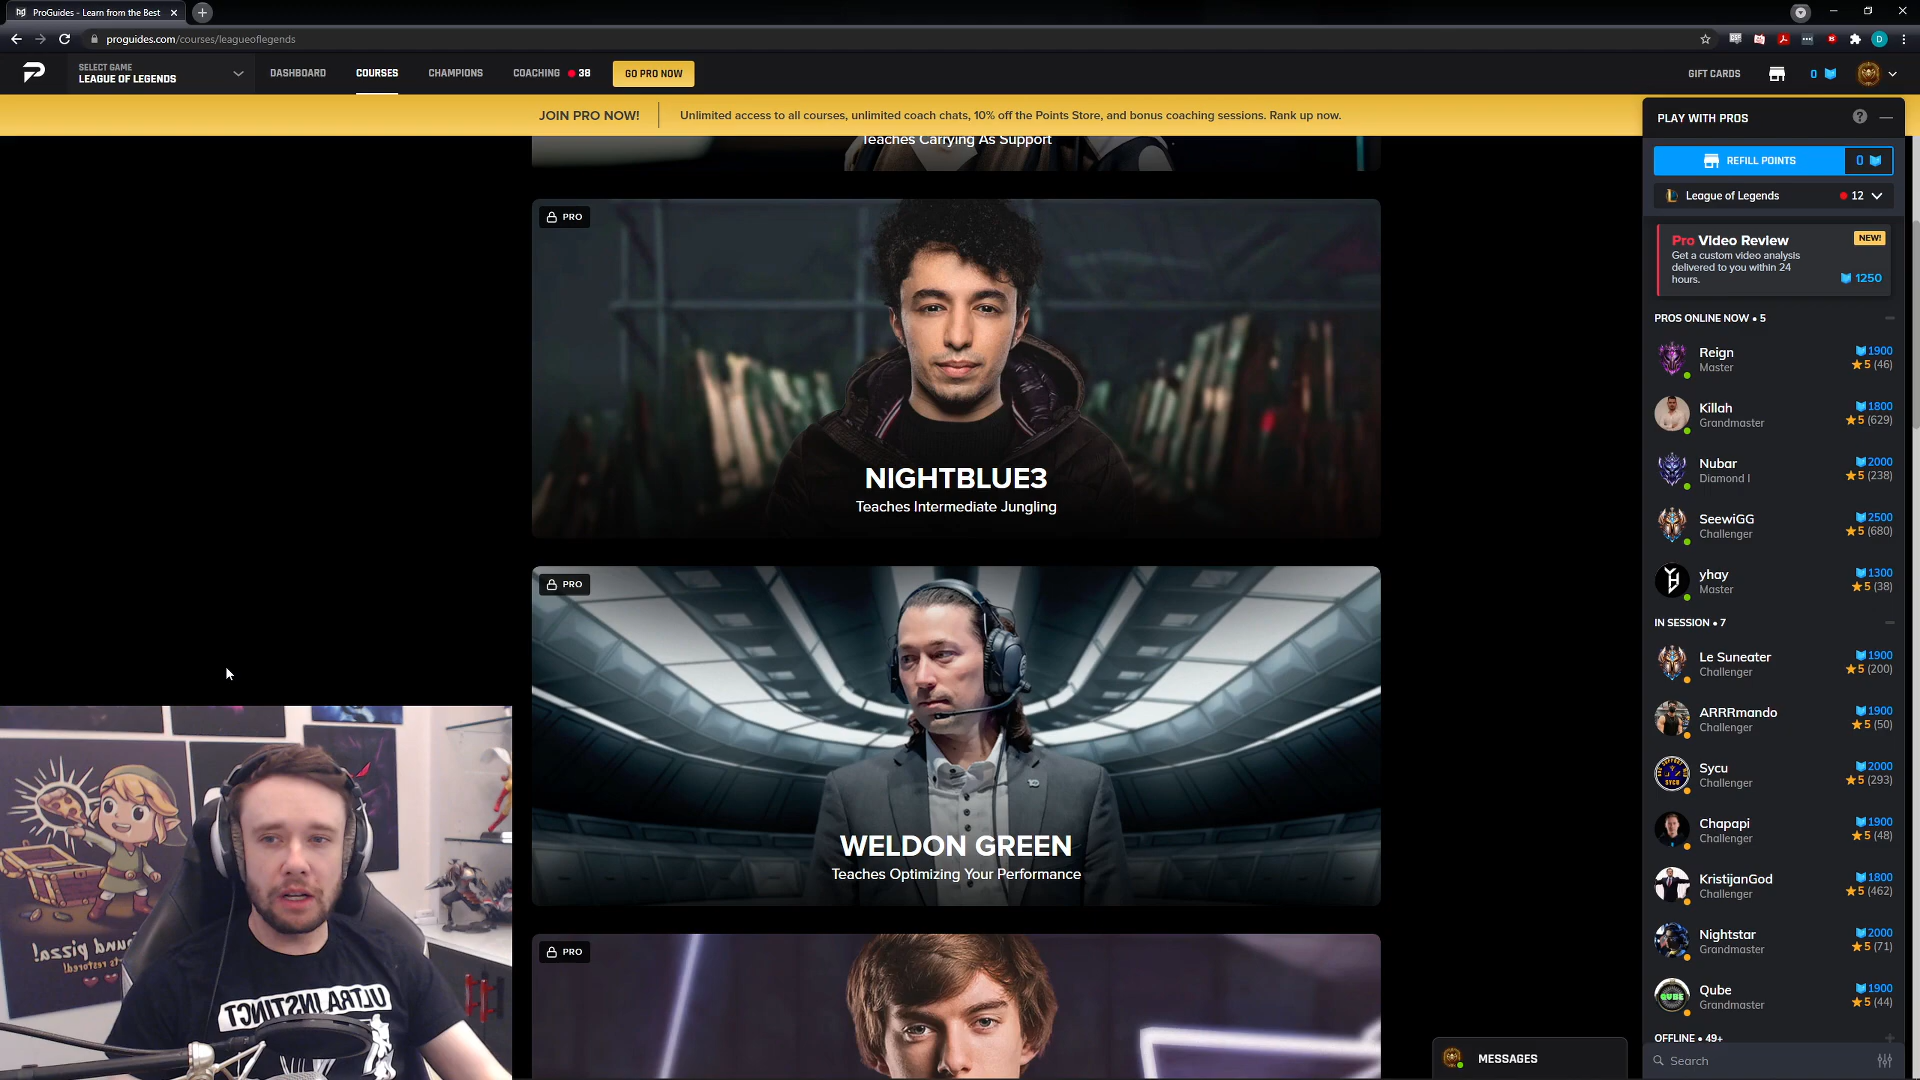 ProGuides - Learn from the Best
proguides.com/courses/leagueoflegends
SELECT GAME
LEAGUE OF LEGENDS
DASHBOARD
COURSES
CHAMPIONS
COACHING 38
GO PRO NOW
GIFT CARDS
0
D
JOIN PRO NOW!
Unlimited access to all courses, unlimited coach chats, 10% off the Points Store, and bonus coaching sessions. Rank up now.
Teaches Carrying As Support
PRO
NIGHTBLUE3
Teaches Intermediate Jungling
PRO
WELDON GREEN
Teaches Optimizing Your Performance
PRO
PLAY WITH PROS
REFILL POINTS 0
League of Legends 12
Pro Video Review NEW!
Get a custom video analysis
delivered to you within 24
hours.
1250
PROS ONLINE NOW • 5
Reign 1900
Master 5 (46)
Killah 1800
Grandmaster 5 (629)
Nubar 2000
Diamond I 5 (238)
SeewiGG 2500
Challenger 5 (680)
yhay 1300
Master 5 (38)
IN SESSION • 7
Le Suneater 1900
Challenger 5 (200)
ARRRmando 1900
Challenger 5 (50)
Sycu 2000
Challenger 5 (293)
Chapapi 1900
Challenger 5 (48)
KristijanGod 1800
Challenger 5 (462)
Nightstar 2000
Grandmaster 5 (71)
Qube 1900
Grandmaster 5 (44)
OFFLINE • 49+
Search
MESSAGES
pizza!
ULTRA INSTINCT